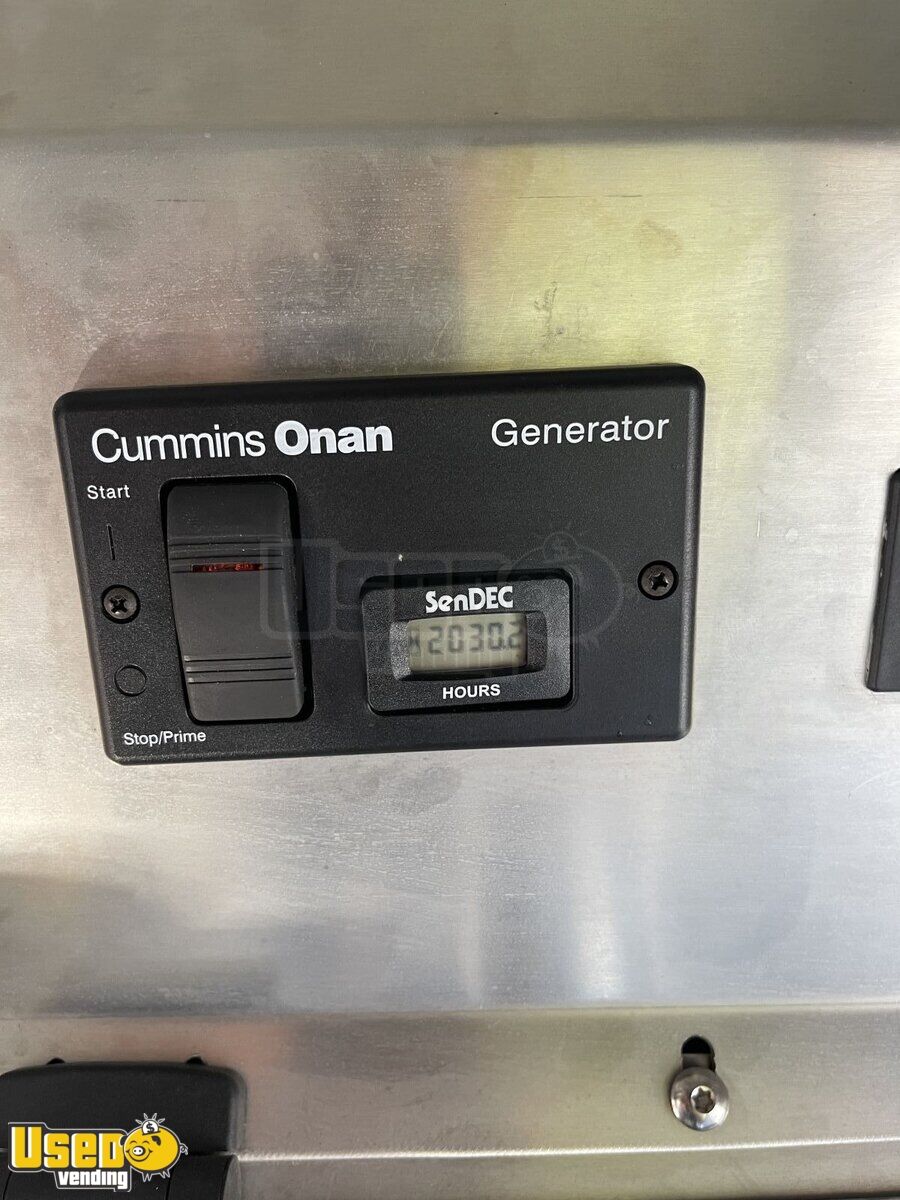 Cummins Onan
Generator
Start
SenDEC
2030.2
HOURS
Stop/Prime
Used
vending